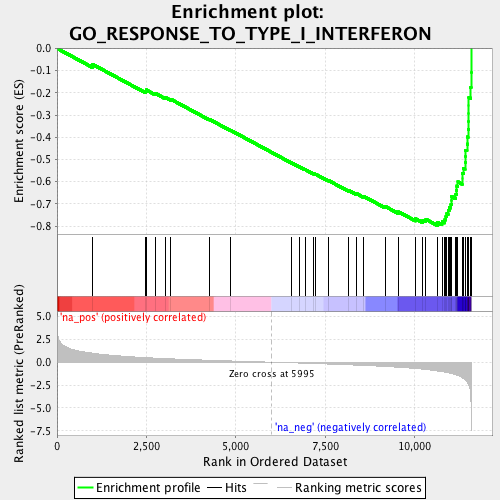 Enrichment plot:
GO_RESPONSE_TO_TYPE_I_INTERFERON
Enrichment score (ES)
0.0
-0.1
-0.2
-0.3
-0.4
-0.5
-0.6
-0.7
-0.8
Ranked list metric (PreRanked)
5.0
2.5
0.0
-2.5
-5.0
-7.5
'na_pos' (positively correlated)
Zero cross at 5995
'na_neg' (negatively correlated)
0
2,500
5,000
7,500
10,000
Rank in Ordered Dataset
Enrichment profile
Hits
Ranking metric scores